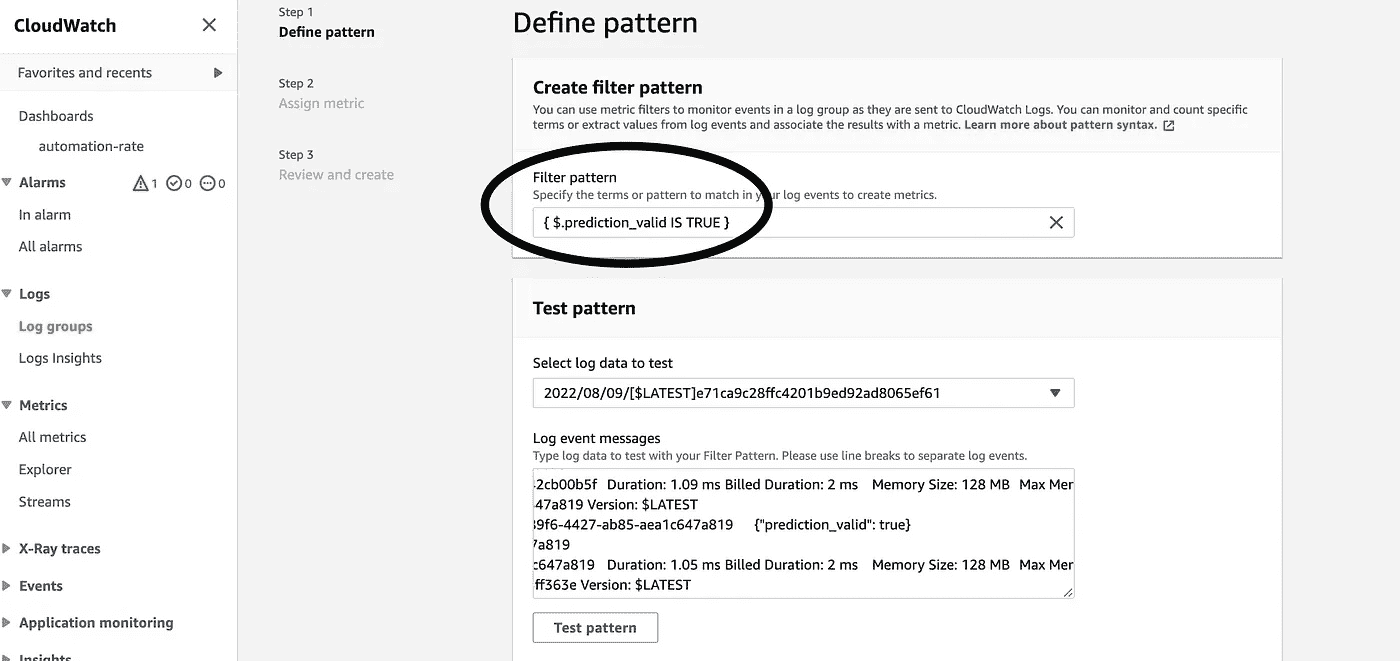 CloudWatch
Favorites and recents
Dashboards
automation-rate
Alarms 1 0 0
In alarm
All alarms
Logs
Log groups
Logs Insights
Metrics
All metrics
Explorer
Streams
X-Ray traces
Events
Application monitoring
Insights
Step 1
Define pattern
Step 2
Assign metric
Step 3
Review and create
Define pattern
Create filter pattern
You can use metric filters to monitor events in a log group as they are sent to CloudWatch Logs. You can monitor and count specific
terms or extract values from log events and associate the results with a metric. Learn more about pattern syntax.
Filter pattern
Specify the terms or pattern to match in your log events to create metrics.
{ $.prediction_valid IS TRUE }
Test pattern
Select log data to test
2022/08/09/[$LATEST]e71ca9c28ffc4201b9ed92ad8065ef61
Log event messages
Type log data to test with your Filter Pattern. Please use line breaks to separate log events.
2cb00b5f Duration: 1.09 ms Billed Duration: 2 ms Memory Size: 128 MB Max Mer
47a819 Version: $LATEST
39f6-4427-ab85-aea1c647a819 {"prediction_valid": true}
7a819
c647a819 Duration: 1.05 ms Billed Duration: 2 ms Memory Size: 128 MB Max Mer
ff363e Version: $LATEST
Test pattern